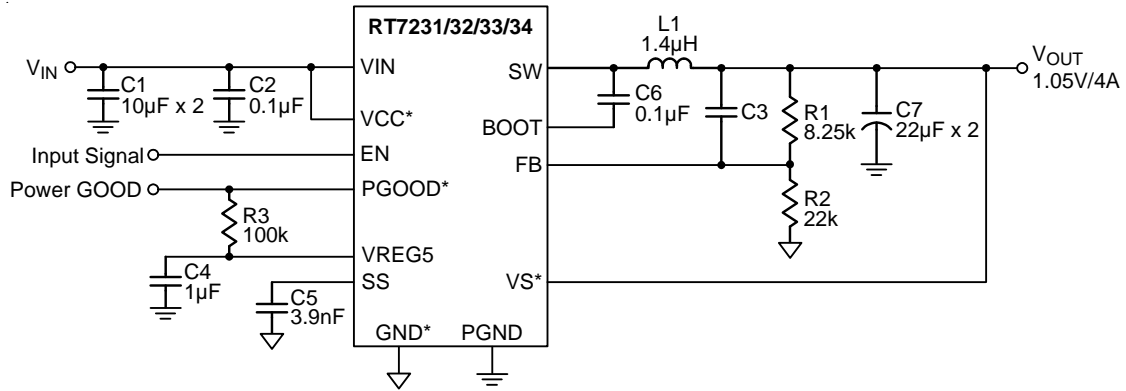 RT7231/32/33/34
V_IN
C1
10µF x 2
C2
0.1µF
VIN
VCC*
Input Signal
EN
Power GOOD
PGOOD*
R3
100k
VREG5
C4
1µF
SS
C5
3.9nF
GND*
PGND
SW
L1
1.4µH
C6
0.1µF
BOOT
C3
R1
8.25k
C7
22µF x 2
FB
R2
22k
VS*
V_OUT
1.05V/4A